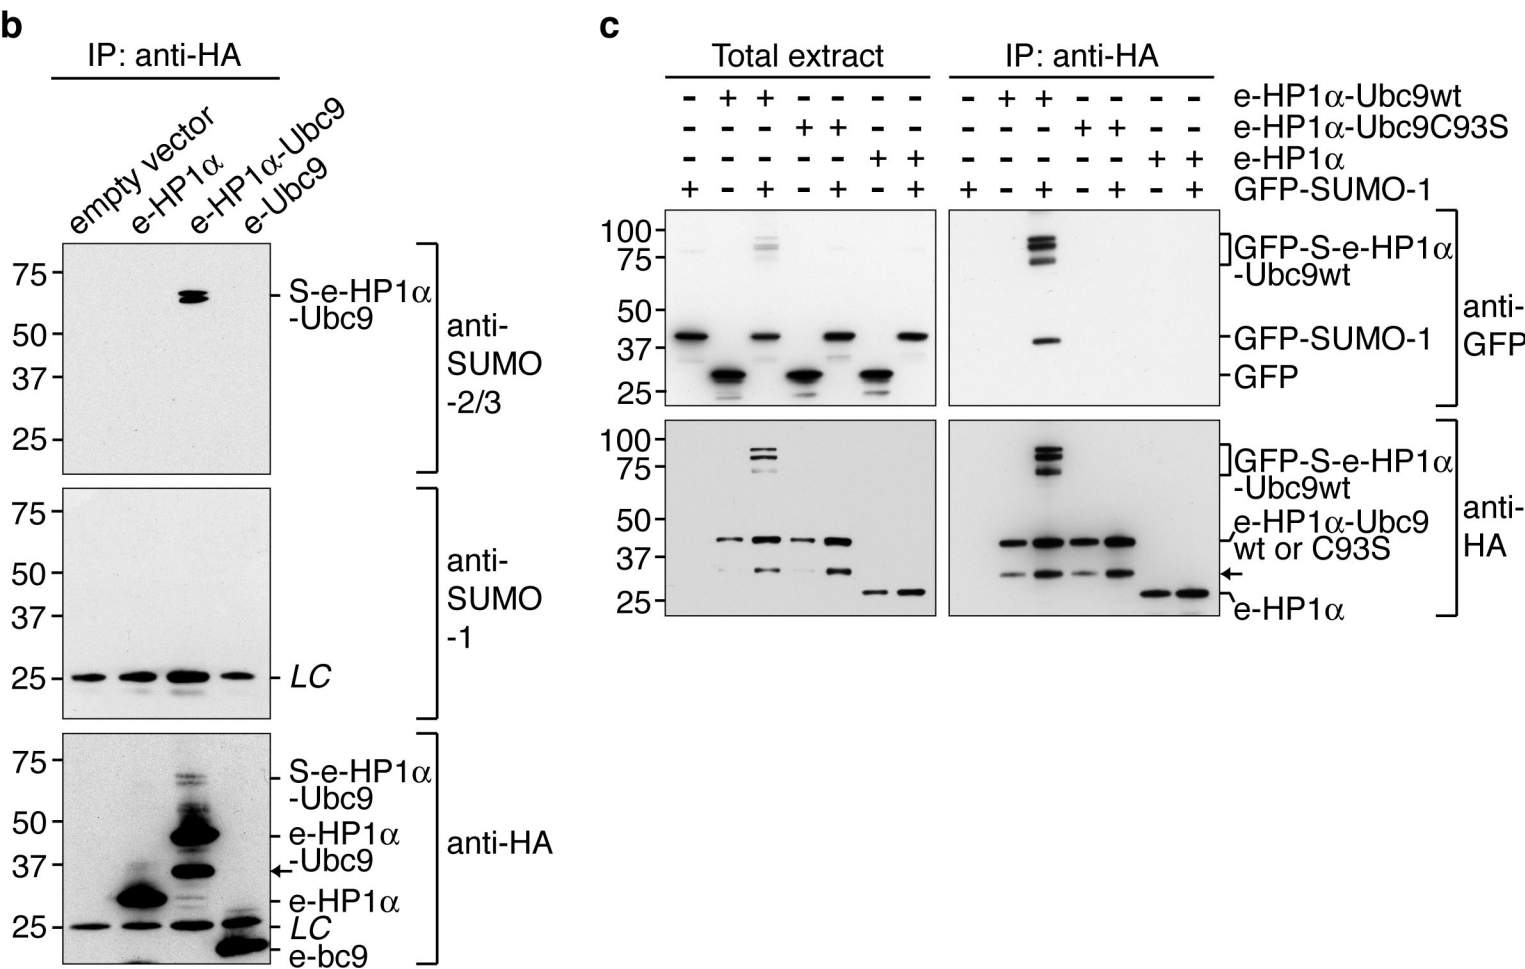 b
IP: anti-HA
empty vector
e-HP1α
e-HP1α-Ubc9
e-Ubc9
75
50
37
25
S-e-HP1α
-Ubc9
anti-
SUMO
-2/3
75
50
37
25
LC
anti-
SUMO
-1
75
50
37
25
S-e-HP1α
-Ubc9
e-HP1α
-Ubc9
e-HP1α
LC
e-bc9
anti-HA
c
Total extract
IP: anti-HA
- + + - - - - - + + - - - - e-HP1α-Ubc9wt
- - - + + - - - - - + + - - e-HP1α-Ubc9C93S
- - - - - + + - - - - - + + e-HP1α
+ - + - + - + + - + - + - + GFP-SUMO-1
100
75
50
37
25
GFP-S-e-HP1α
-Ubc9wt
GFP-SUMO-1
GFP
anti-
GFP
100
75
50
37
25
GFP-S-e-HP1α
-Ubc9wt
e-HP1α-Ubc9
wt or C93S
e-HP1α
anti-
HA